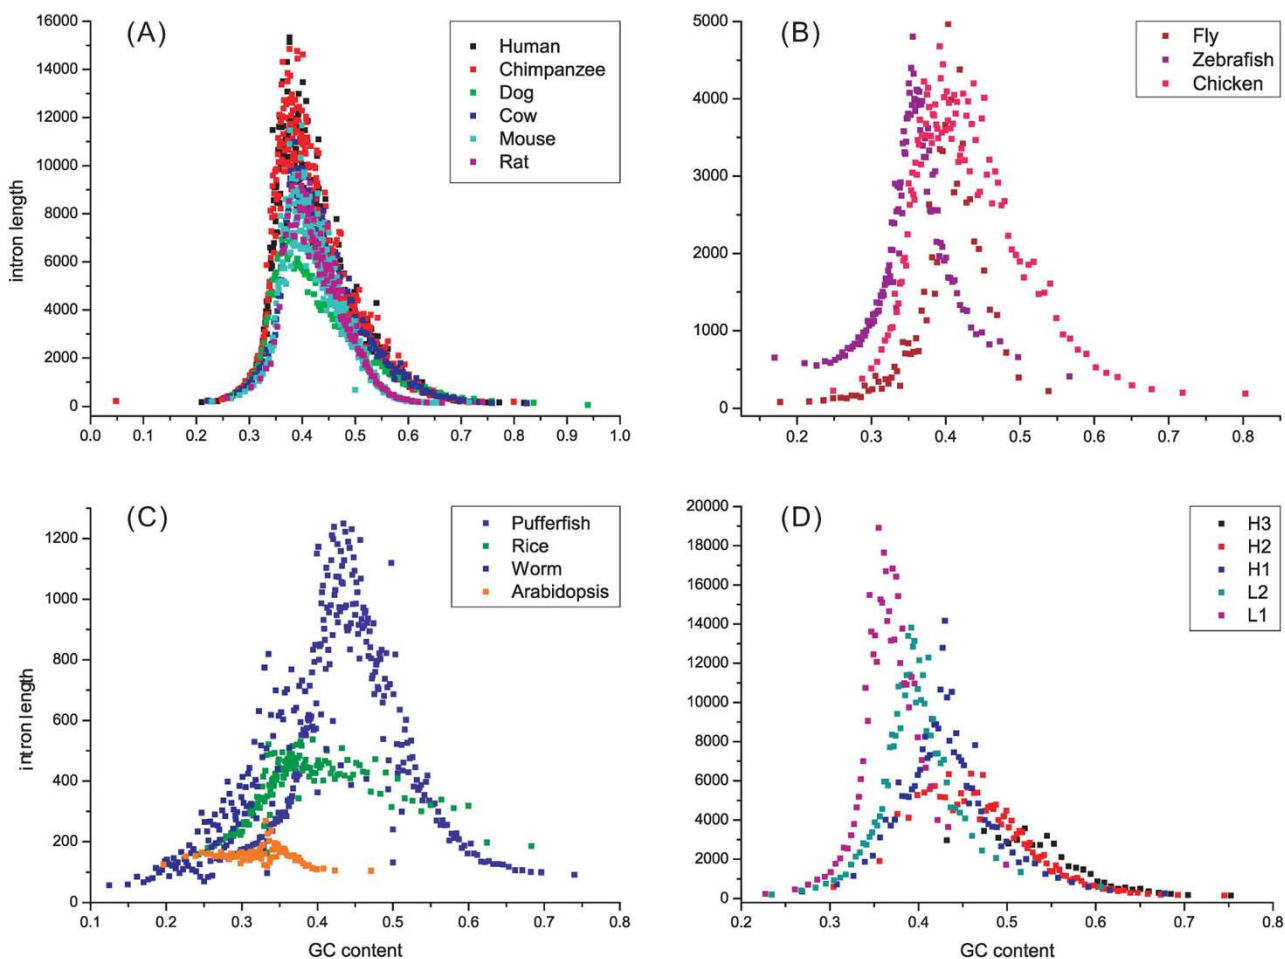 (A)
Human
Chimpanzee
Dog
Cow
Mouse
Rat
intron length
16000
14000
12000
10000
8000
6000
4000
2000
0
0.0 0.1 0.2 0.3 0.4 0.5 0.6 0.7 0.8 0.9 1.0
(B)
Fly
Zebrafish
Chicken
5000
4000
3000
2000
1000
0
0.2 0.3 0.4 0.5 0.6 0.7 0.8
(C)
Pufferfish
Rice
Worm
Arabidopsis
intron length
1200
1000
800
600
400
200
0
0.1 0.2 0.3 0.4 0.5 0.6 0.7 0.8
GC content
(D)
H3
H2
H1
L2
L1
20000
18000
16000
14000
12000
10000
8000
6000
4000
2000
0
0.2 0.3 0.4 0.5 0.6 0.7 0.8
GC content